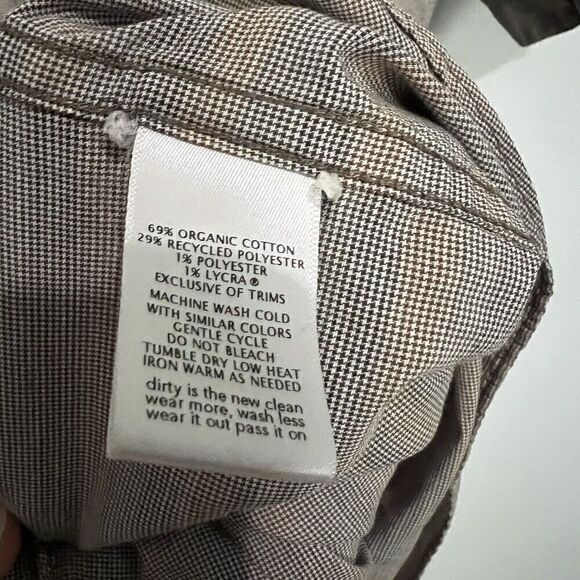 69% ORGANIC COTTON
29% RECYCLED POLYESTER
1% POLYESTER
1% LYCRA®
EXCLUSIVE OF TRIMS
MACHINE WASH COLD
WITH SIMILAR COLORS
GENTLE CYCLE
DO NOT BLEACH
TUMBLE DRY LOW HEAT
IRON WARM AS NEEDED
dirty is the new clean
wear more, wash less
wear it out pass it on